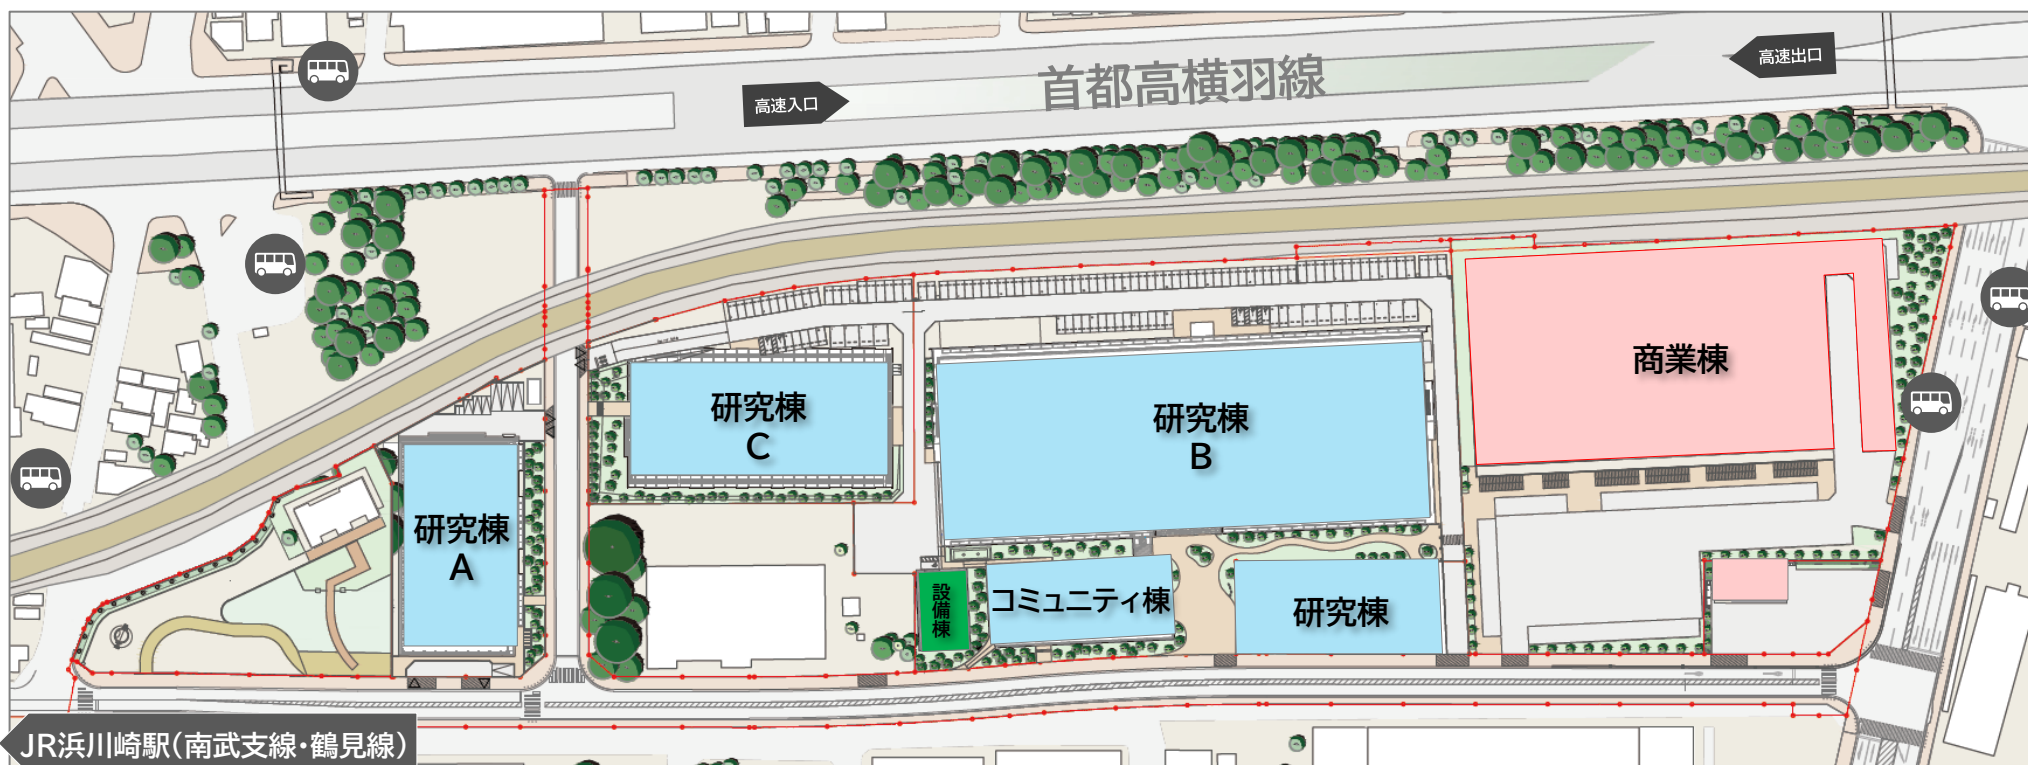 首都高横羽線
高速出口
高速入口
商業棟
研究棟
C
研究棟
B
研究棟
A
設備棟
コミュニティ棟
研究棟
JR浜川崎駅(南武支線・鶴見線)